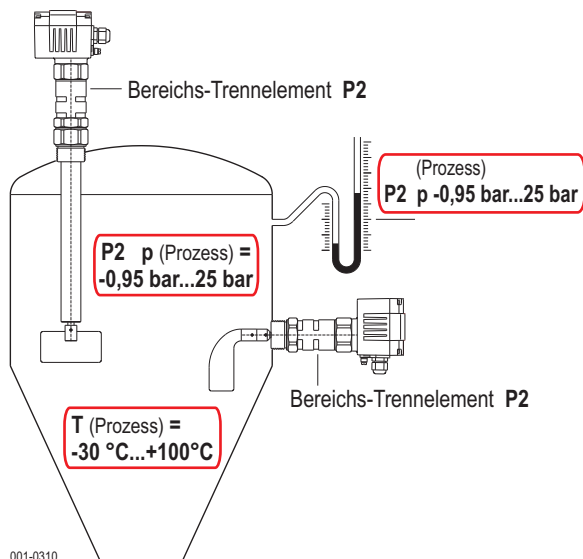 Bereichs-Trennelement P2
(Prozess)
P2 p -0,95 bar...25 bar
P2 p (Prozess) =
-0,95 bar...25 bar
Bereichs-Trennelement P2
T (Prozess) =
-30 °C...+100°C
001-0310